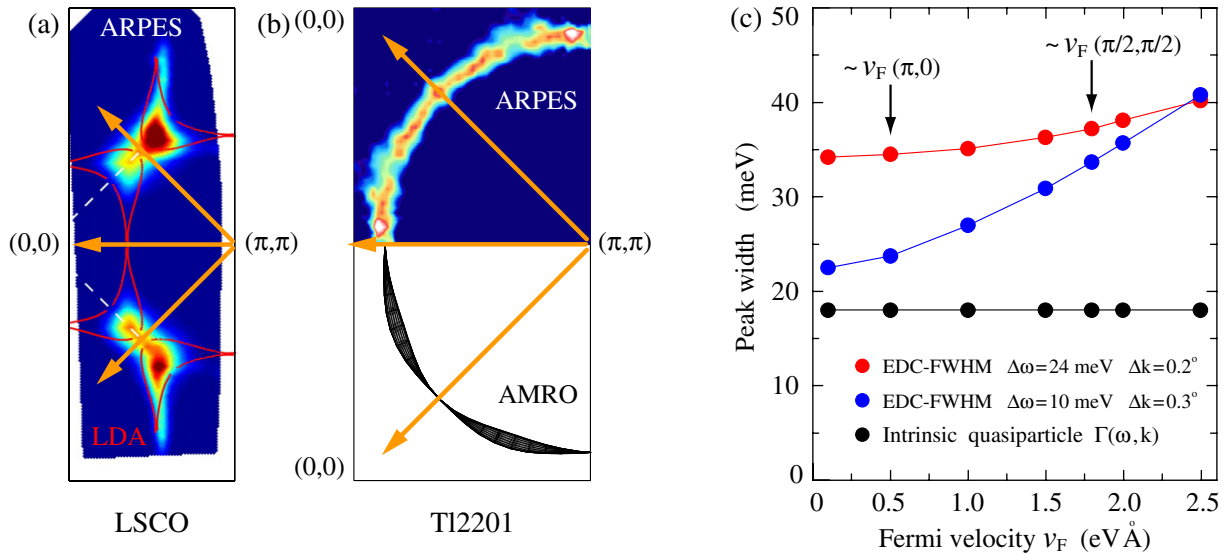 (a)
ARPES
(0,0)
(π,π)
LDA
LSCO
(b)
(0,0)
ARPES
(π,π)
AMRO
(0,0)
Tl2201
(c)
Peak width (meV)
50
40
30
20
10
0
~ vF (π,0)
~ vF (π/2,π/2)
EDC-FWHM Δω=24 meV Δk=0.2°
EDC-FWHM Δω=10 meV Δk=0.3°
Intrinsic quasiparticle Γ(ω,k)
0.0 0.5 1.0 1.5 2.0 2.5
Fermi velocity vF (eVÅ)